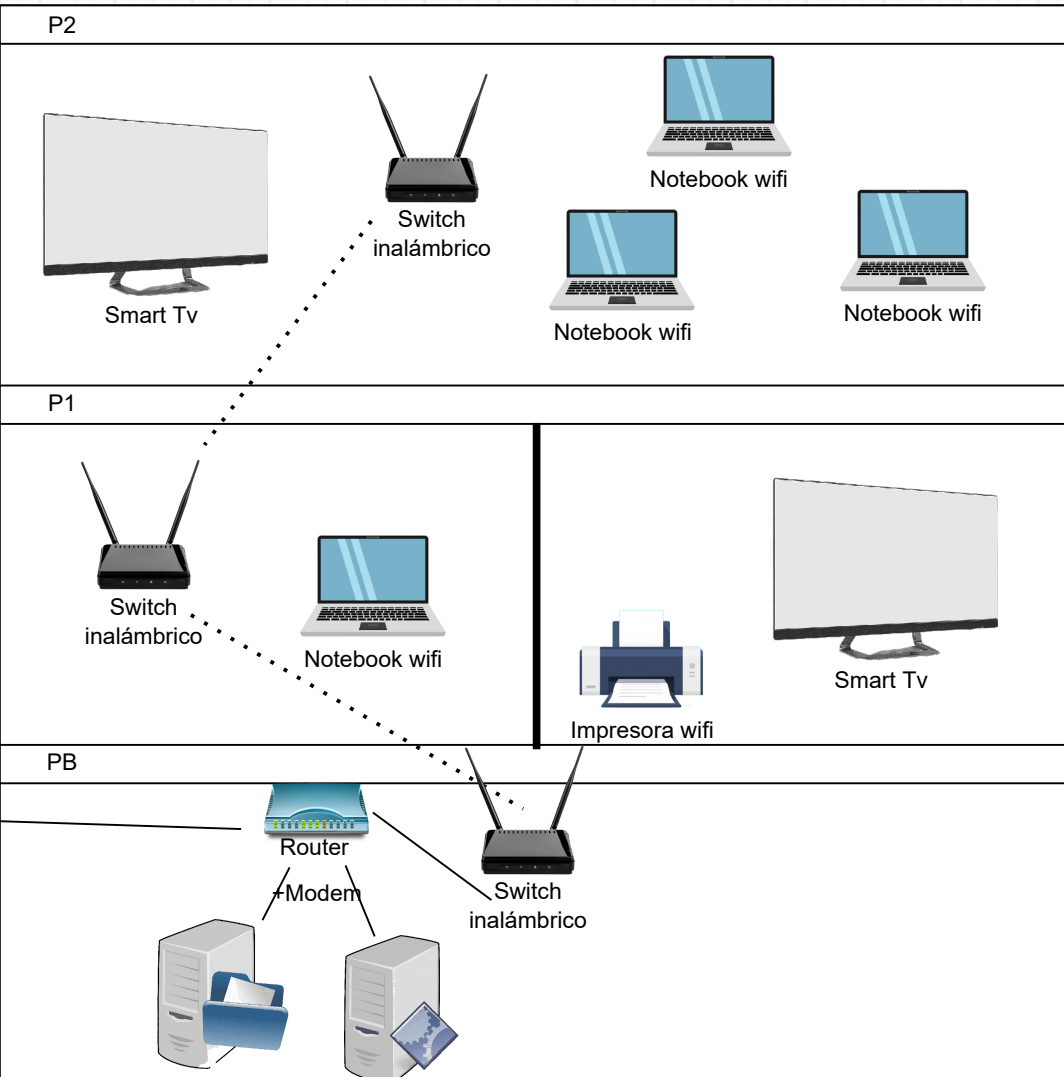 P2
Notebook wifi
Switch
inalámbrico
Smart Tv
Notebook wifi
Notebook wifi
P1
Switch
inalámbrico
Notebook wifi
Impresora wifi
Smart Tv
PB
Router
+Modem
Switch
inalámbrico